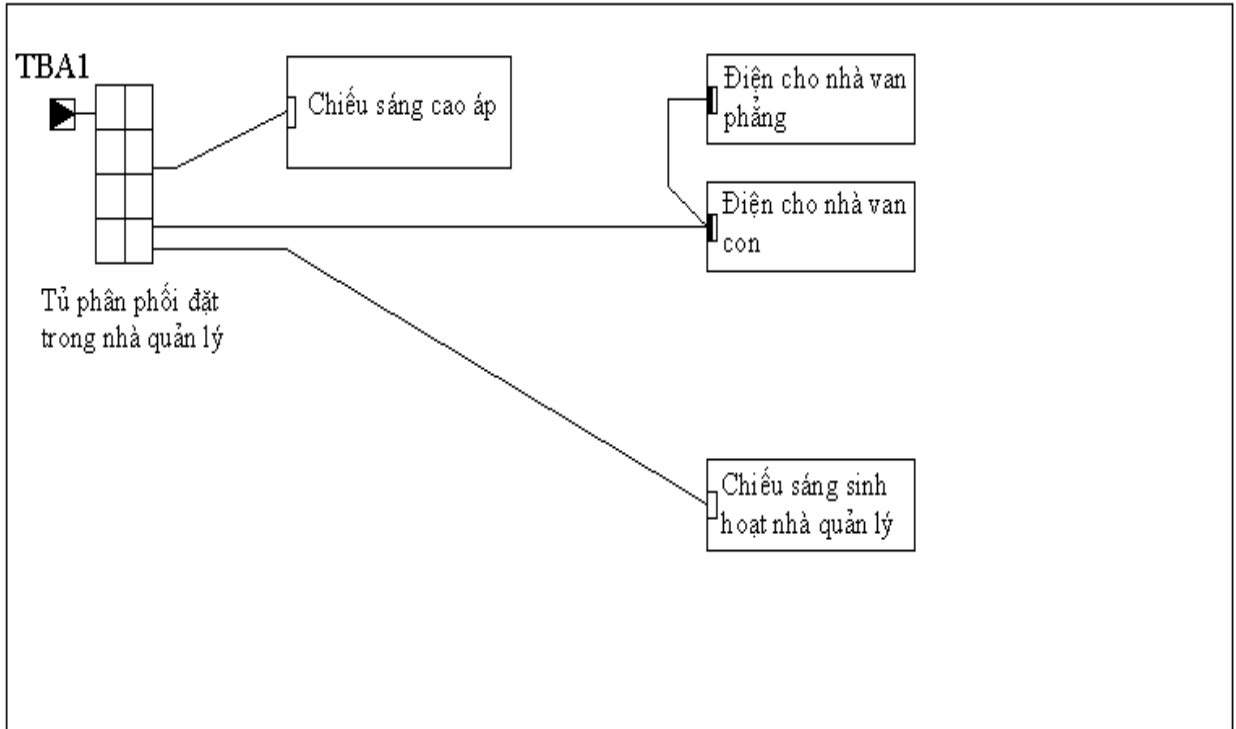 TBA1
Chiếu sáng cao áp
Điện cho nhà van
phẳng
Điện cho nhà van
con
Tủ phân phối đặt
trong nhà quản lý
Chiếu sáng sinh
hoạt nhà quản lý